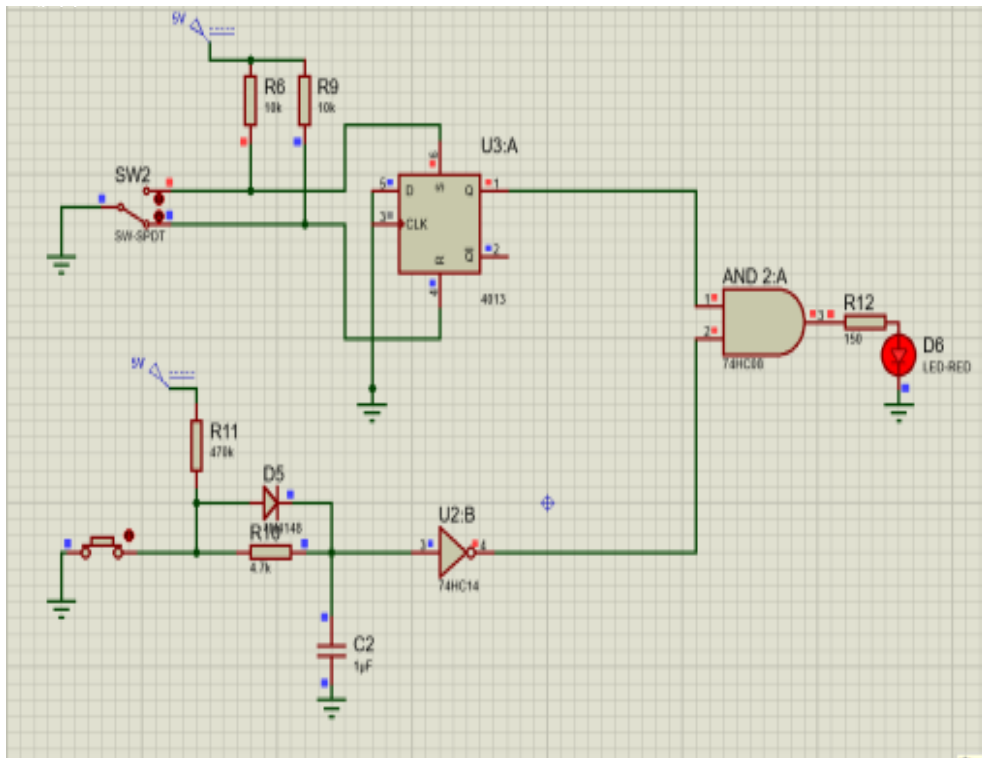 5V
R6
10k
R9
10k
U3:A
SW2
SW-SPDT
5
D
S
6
Q
1
3
CLK
R
4
Q
2
4013
AND 2:A
1
2
3
74HC08
R12
150
D6
LED-RED
5V
R11
470k
D5
R10
4.7k
U2:B
3
4
74HC14
C2
1µF